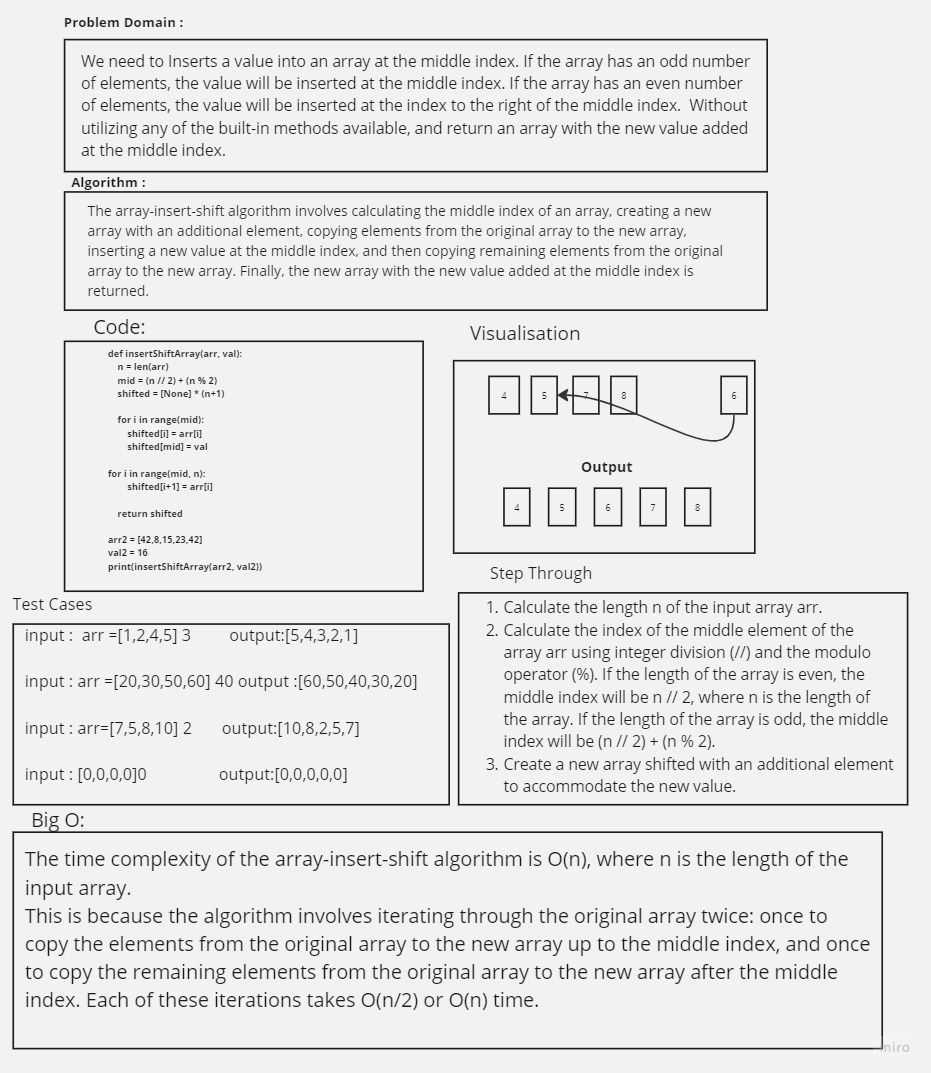 Problem Domain :
We need to Inserts a value into an array at the middle index. If the array has an odd number
of elements, the value will be inserted at the middle index. If the array has an even number
of elements, the value will be inserted at the index to the right of the middle index.  Without
utilizing any of the built-in methods available, and return an array with the new value added
at the middle index.
Algorithm :
The array-insert-shift algorithm involves calculating the middle index of an array, creating a new
array with an additional element, copying elements from the original array to the new array,
inserting a new value at the middle index, and then copying remaining elements from the original
array to the new array. Finally, the new array with the new value added at the middle index is
returned.
Code:
def insertShiftArray(arr, val):
n = len(arr)
mid = (n // 2) + (n % 2)
shifted = [None] * (n+1)
for i in range(mid):
shifted[i] = arr[i]
shifted[mid] = val
for i in range(mid, n):
shifted[i+1] = arr[i]
return shifted
arr2 = [42,8,15,23,42]
val2 = 16
print(insertShiftArray(arr2, val2))
Visualisation
4 5 7 8 6
Output
4 5 6 7 8
Step Through
1. Calculate the length n of the input array arr.
2. Calculate the index of the middle element of the
array arr using integer division (//) and the modulo
operator (%). If the length of the array is even, the
middle index will be n // 2, where n is the length of
the array. If the length of the array is odd, the middle
index will be (n // 2) + (n % 2).
3. Create a new array shifted with an additional element
to accommodate the new value.
Test Cases
input :  arr =[1,2,4,5] 3 output:[5,4,3,2,1]
input : arr =[20,30,50,60] 40 output :[60,50,40,30,20]
input : arr=[7,5,8,10] 2 output:[10,8,2,5,7]
input : [0,0,0,0]0 output:[0,0,0,0,0]
Big O:
The time complexity of the array-insert-shift algorithm is O(n), where n is the length of the
input array.
This is because the algorithm involves iterating through the original array twice: once to
copy the elements from the original array to the new array up to the middle index, and once
to copy the remaining elements from the original array to the new array after the middle
index. Each of these iterations takes O(n/2) or O(n) time.
miro